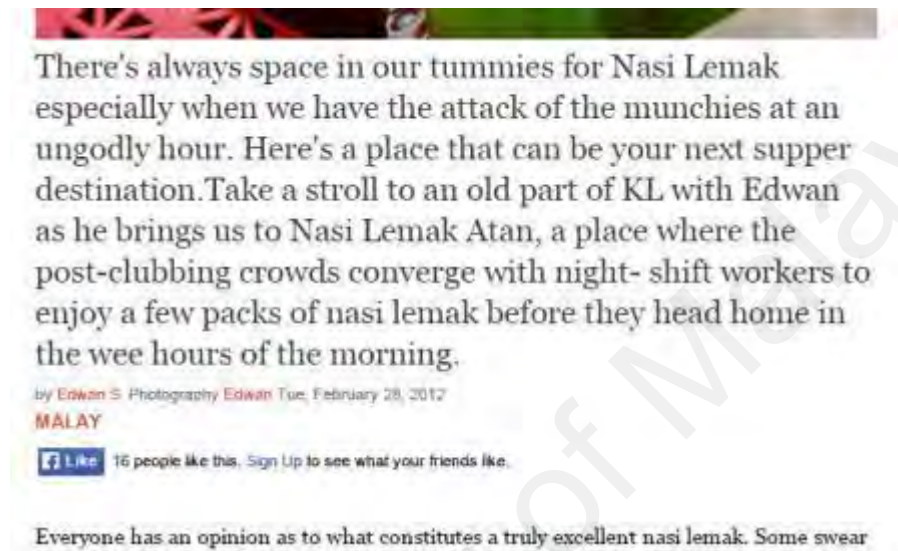 There's always space in our tummies for Nasi Lemak
especially when we have the attack of the munchies at an
ungodly hour. Here's a place that can be your next supper
destination.Take a stroll to an old part of KL with Edwan
as he brings us to Nasi Lemak Atan, a place where the
post-clubbing crowds converge with night- shift workers to
enjoy a few packs of nasi lemak before they head home in
the wee hours of the morning.
by Edwan S. Photography Edwan Tue, February 28, 2012
MALAY
Like 16 people like this. Sign Up to see what your friends like.
Everyone has an opinion as to what constitutes a truly excellent nasi lemak. Some swear
of Malay